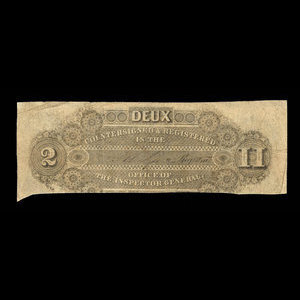 DEUX
COUNTERSIGNED & REGISTERED
IN THE
2
II
OFFICE OF
THE INSPECTOR GENERAL